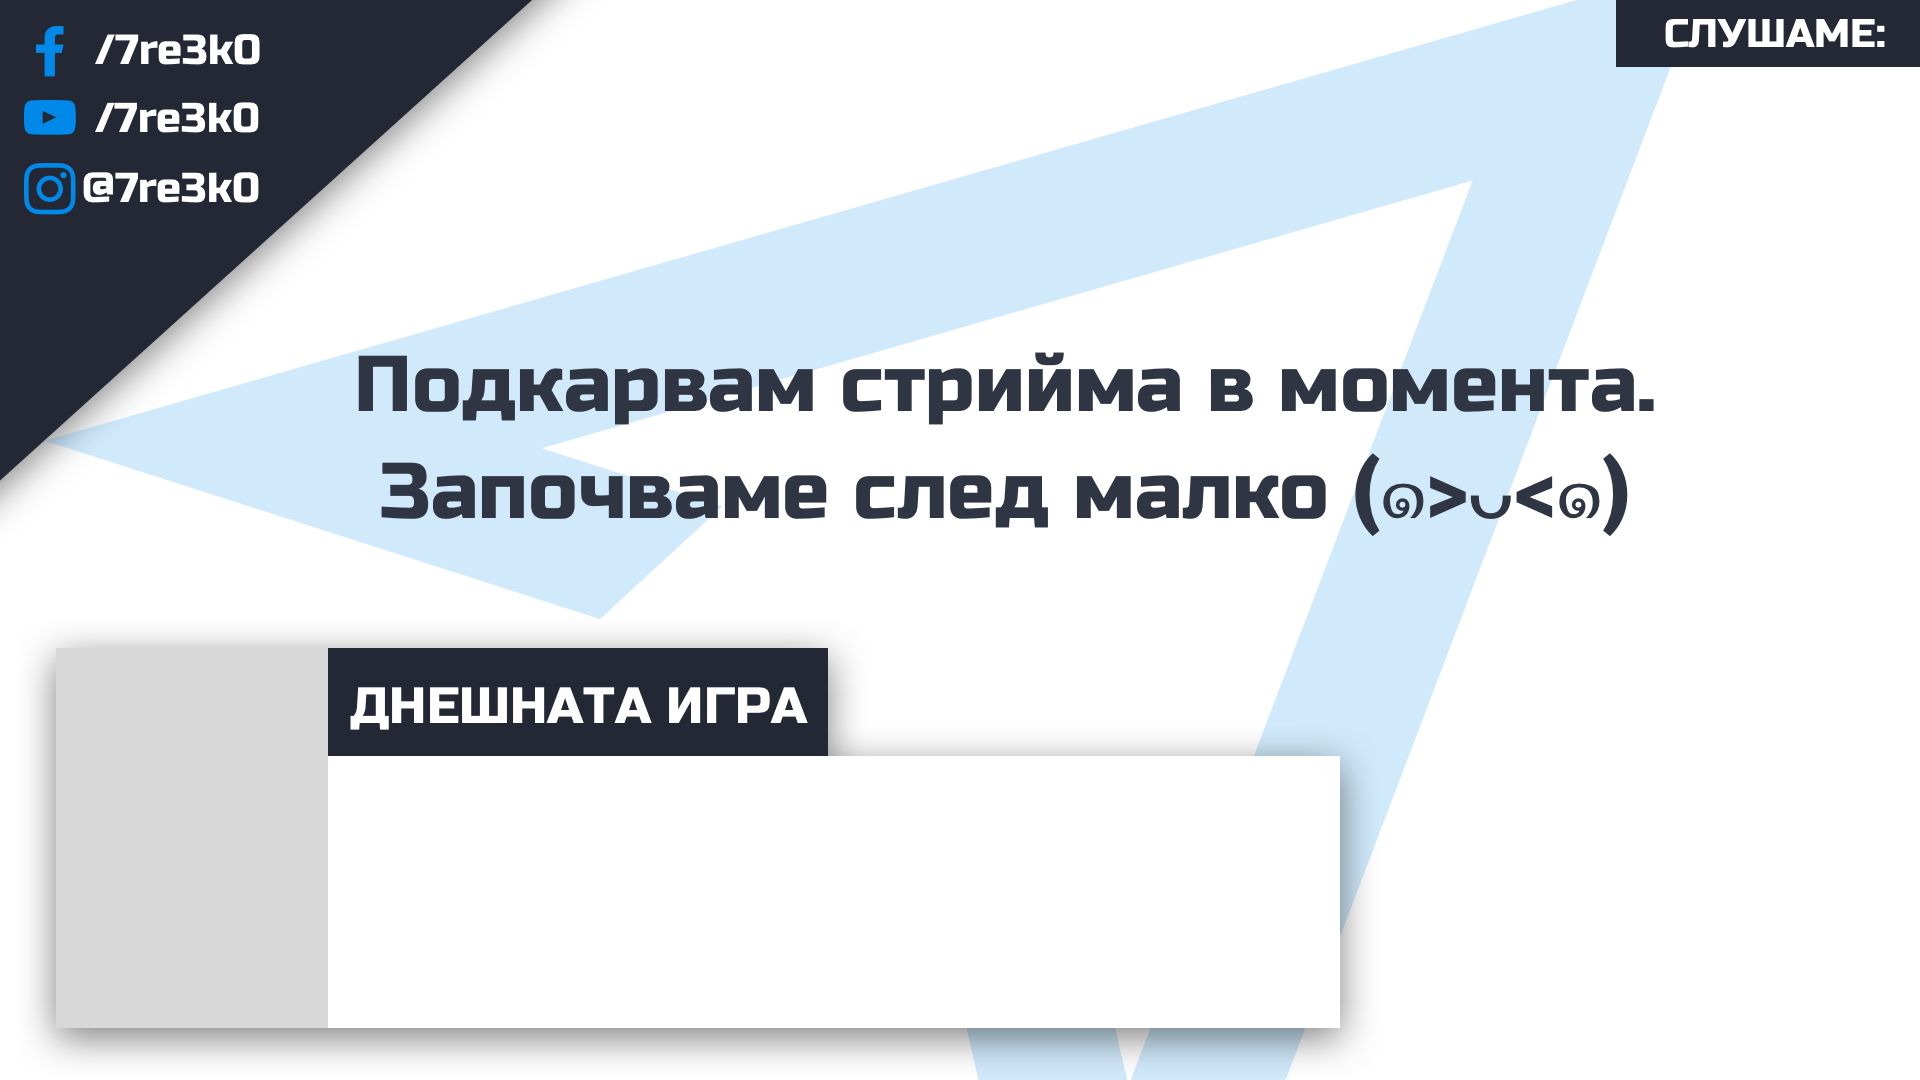 /7re3k0
/7re3k0
@7re3k0
СЛУШАМЕ:
Подкарвам стрийма в момента.
Започваме след малко (๑>ᴗ<๑)
ДНЕШНАТА ИГРА